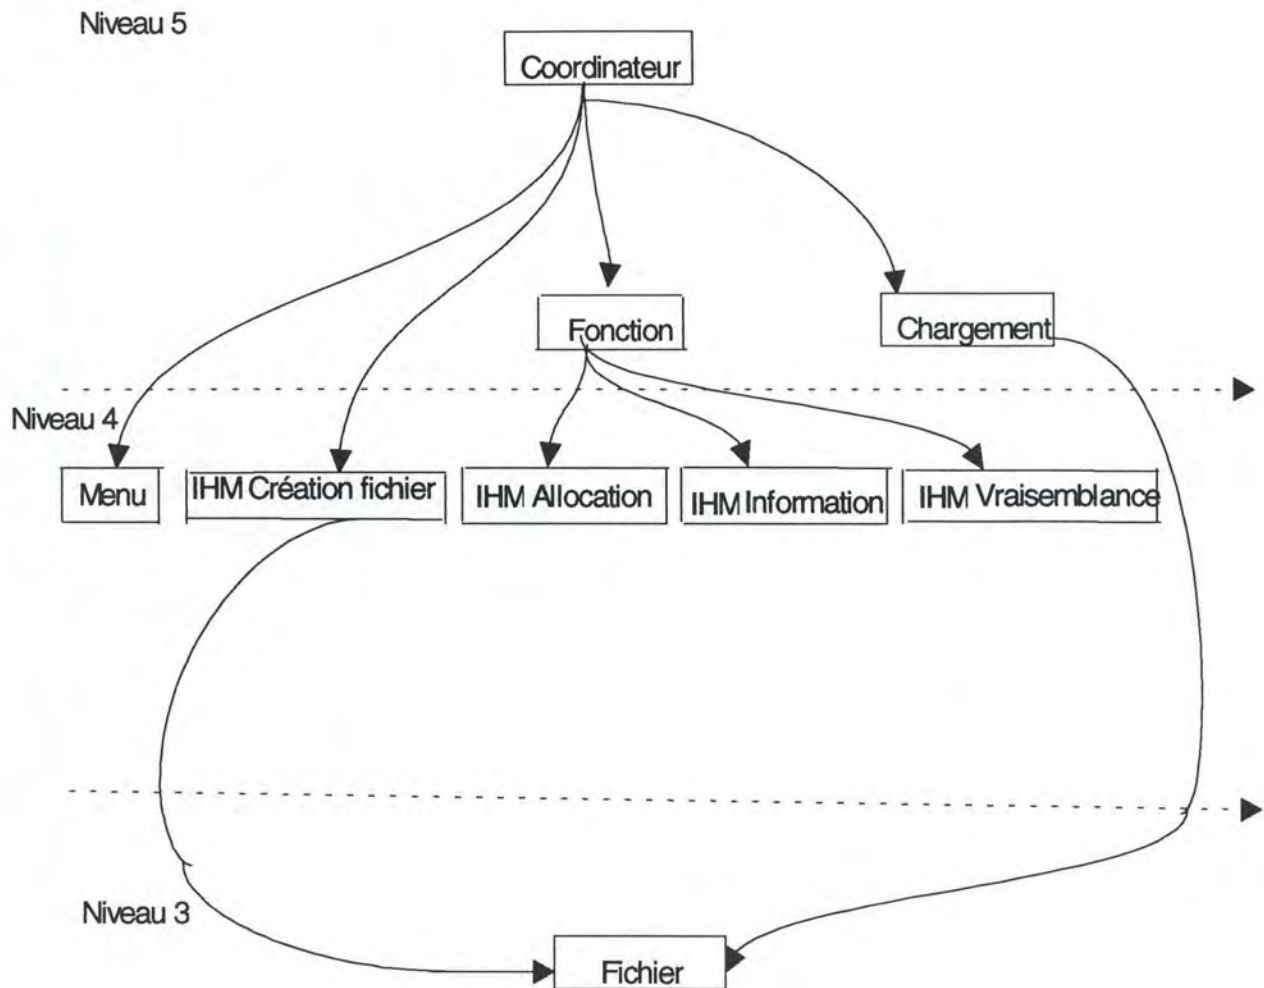 Niveau 5
Coordinateur
Fonction
Chargement
Niveau 4
Menu
IHM Création fichier
IHM Allocation
IHM Information
IHM Vraisemblance
Niveau 3
Fichier